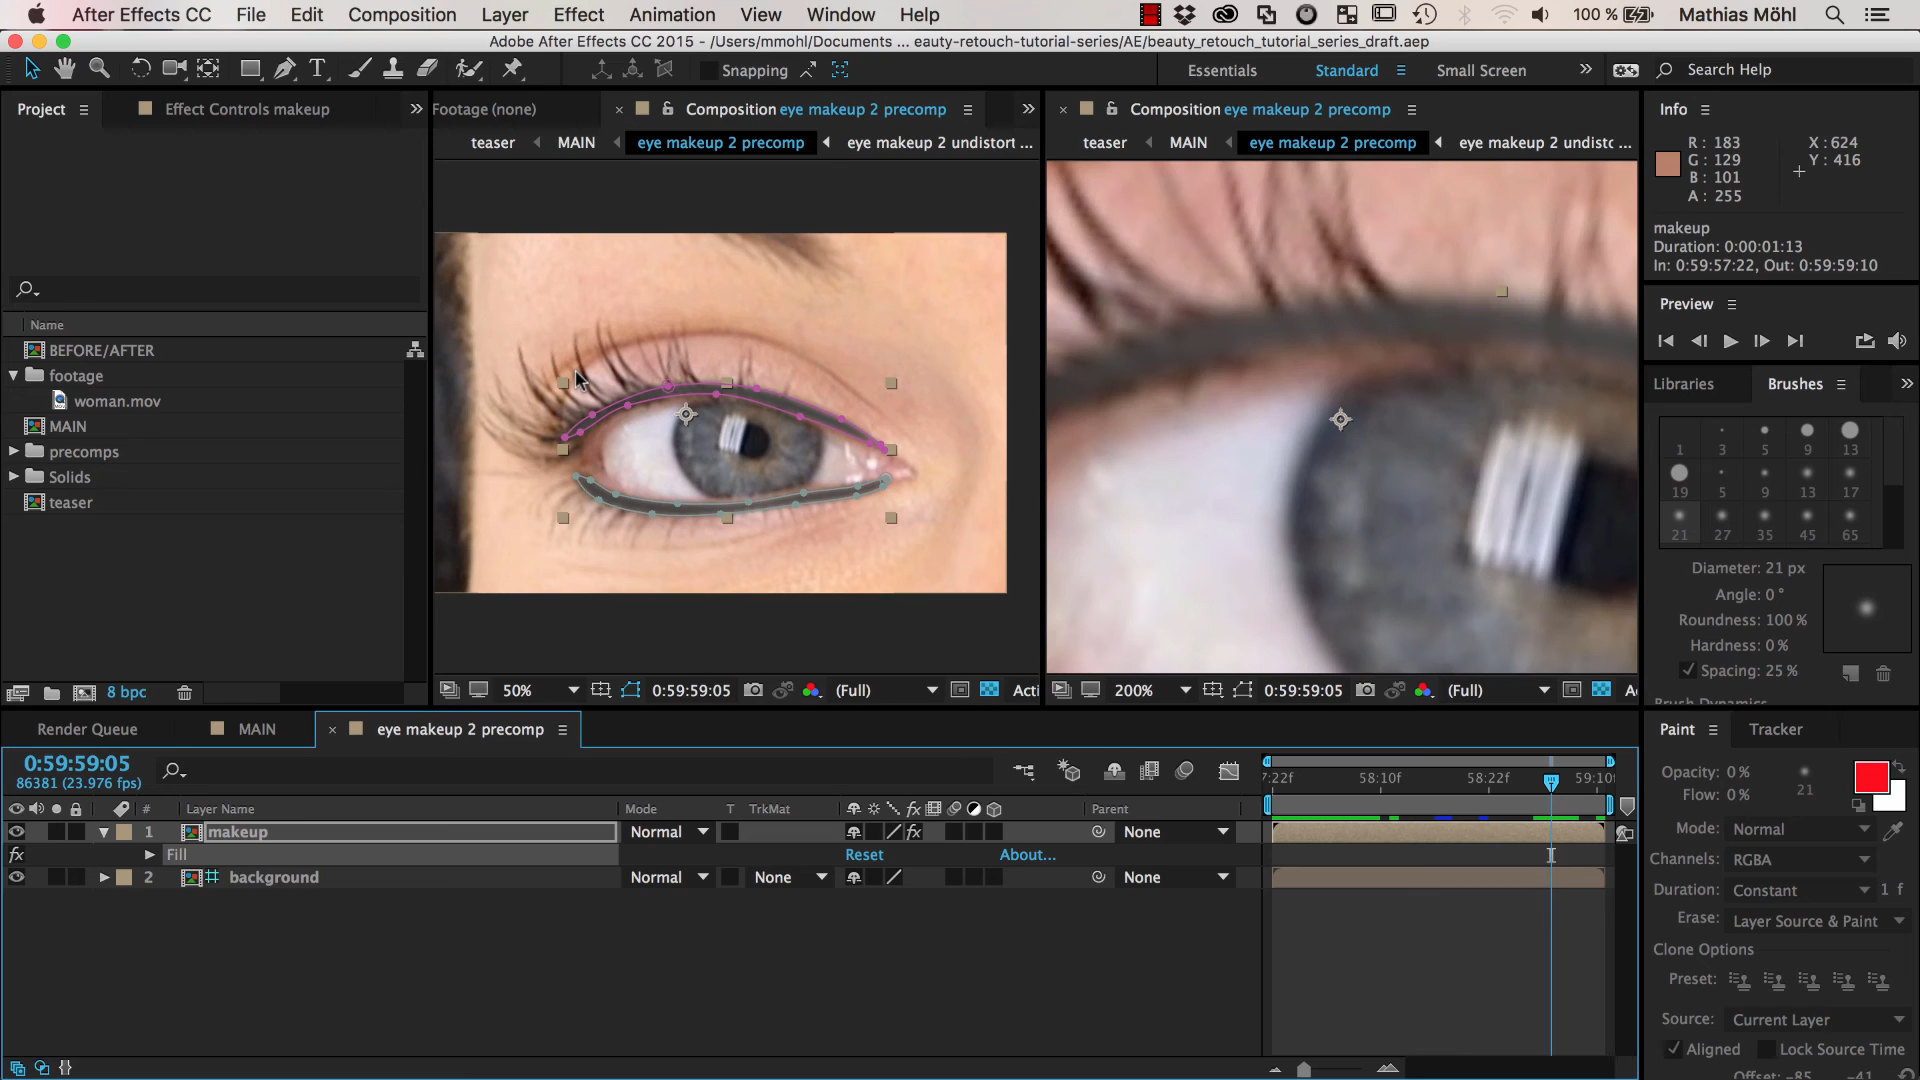 After Effects CC File Edit Composition Layer Effect Animation View Window Help 100 % Mathias Möhl
Adobe After Effects CC 2015 - /Users/mmohl/Documents ... eauty-retouch-tutorial-series/AE/beauty_retouch_tutorial_series_draft.aep
T Snapping Essentials Standard Small Screen Search Help
Project Effect Controls makeup Footage (none) Composition eye makeup 2 precomp Composition eye makeup 2 precomp Info
teaser MAIN eye makeup 2 precomp eye makeup 2 undistort ... teaser MAIN eye makeup 2 precomp eye makeup 2 undistc ...
R : 183 X : 624
G : 129 Y : 416
B : 101
A : 255
makeup
Duration: 0:00:01:13
In: 0:59:57:22, Out: 0:59:59:10
Preview
Name
BEFORE/AFTER
footage
woman.mov
MAIN
precomps
Solids
teaser
Libraries Brushes
1 3 5 9 13
19 5 9 13 17
21 27 35 45 65
Diameter: 21 px
Angle: 0 °
Roundness: 100 %
Hardness: 0 %
Spacing: 25 %
Brush Dynamics
8 bpc 50% 0:59:59:05 (Full) Acti 200% 0:59:59:05 (Full) A
Render Queue MAIN eye makeup 2 precomp Paint Tracker
0:59:59:05
86381 (23.976 fps)
7:22f 58:10f 58:22f 59:10f
# Layer Name Mode T TrkMat fx Parent
1 makeup Normal fx None
fx Fill Reset About...
2 background Normal None None
Opacity: 0 %
Flow: 0 % 21
Mode: Normal
Channels: RGBA
Duration: Constant 1 f
Erase: Layer Source & Paint
Clone Options
Preset:
Source: Current Layer
Aligned Lock Source Time
Offset: -85 -41